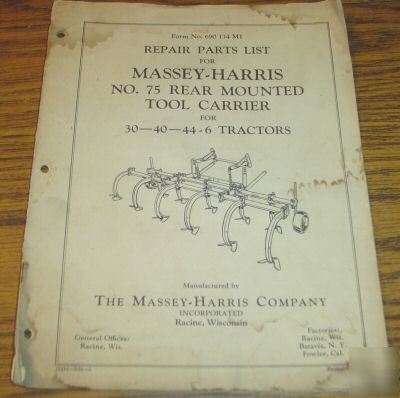 Form No. 690 134 M1
REPAIR PARTS LIST
FOR
MASSEY-HARRIS
NO. 75 REAR MOUNTED
TOOL CARRIER
FOR
30—40—44-6 TRACTORS
Manufactured by
THE MASSEY-HARRIS COMPANY
INCORPORATED
Racine, Wisconsin
General Offices:
Racine, Wis.
Factories:
Racine, Wis.
Batavia, N. Y.
Fowler, Cal.